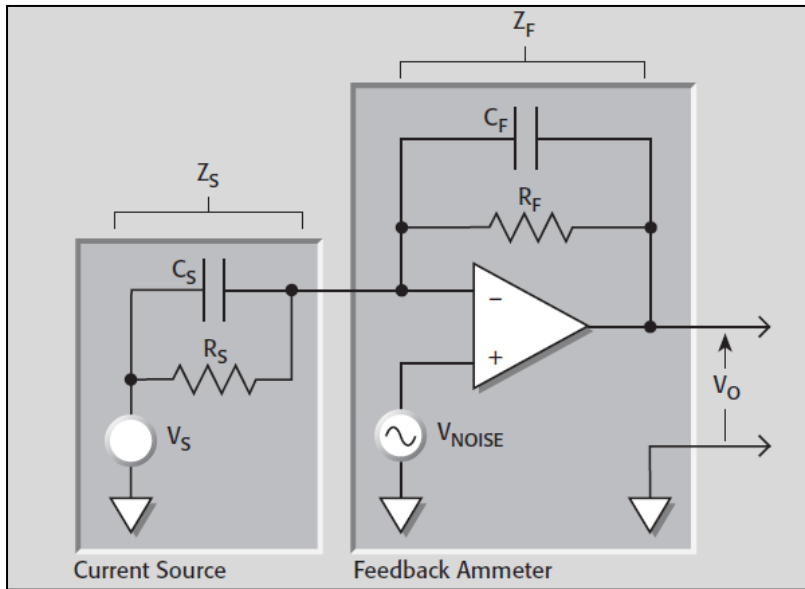 Z_F
C_F
Z_S
R_F
C_S
−
R_S
+
V_O
V_S
V_NOISE
Current Source
Feedback Ammeter